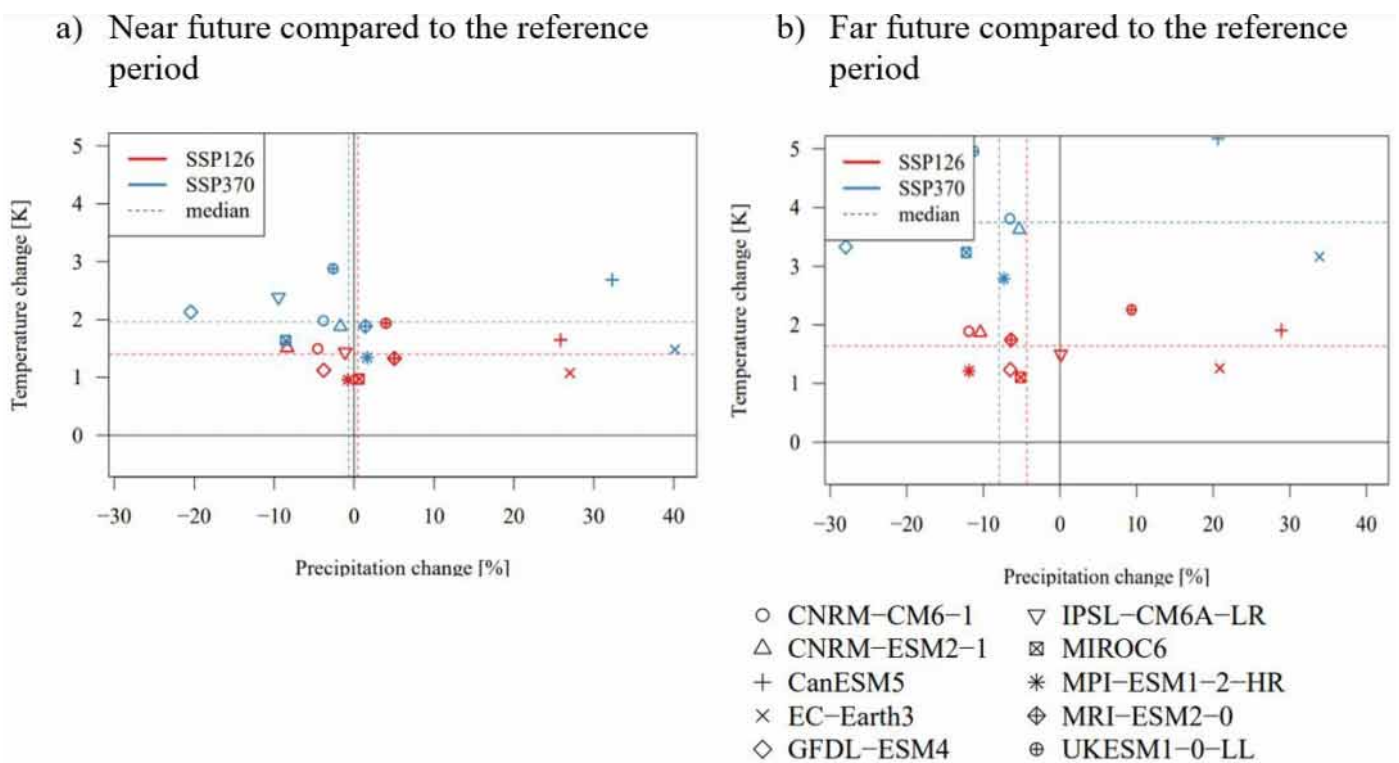 a) Near future compared to the reference
period
b) Far future compared to the reference
period
5
4
3
2
1
0
Temperature change [K]
SSP126
SSP370
median
−30 −20 −10 0 10 20 30 40
Precipitation change [%]
5
4
3
2
1
0
Temperature change [K]
SSP126
SSP370
median
−30 −20 −10 0 10 20 30 40
Precipitation change [%]
CNRM−CM6−1
CNRM−ESM2−1
CanESM5
EC−Earth3
GFDL−ESM4
IPSL−CM6A−LR
MIROC6
MPI−ESM1−2−HR
MRI−ESM2−0
UKESM1−0−LL